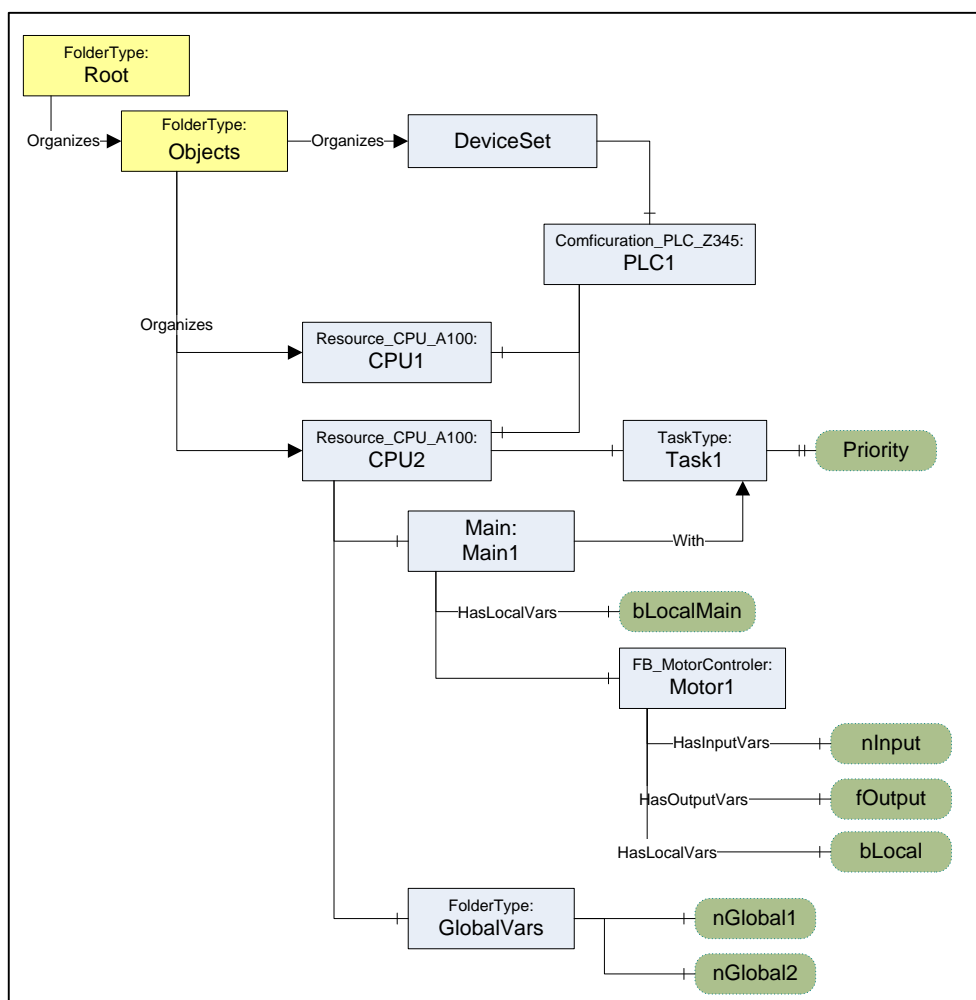 FolderType:
Root
Organizes
FolderType:
Objects
Organizes
DeviceSet
Comficuration_PLC_Z345:
PLC1
Organizes
Resource_CPU_A100:
CPU1
Resource_CPU_A100:
CPU2
TaskType:
Task1
Priority
Main:
Main1
With
HasLocalVars
bLocalMain
FB_MotorControler:
Motor1
HasInputVars
nInput
HasOutputVars
fOutput
HasLocalVars
bLocal
FolderType:
GlobalVars
nGlobal1
nGlobal2